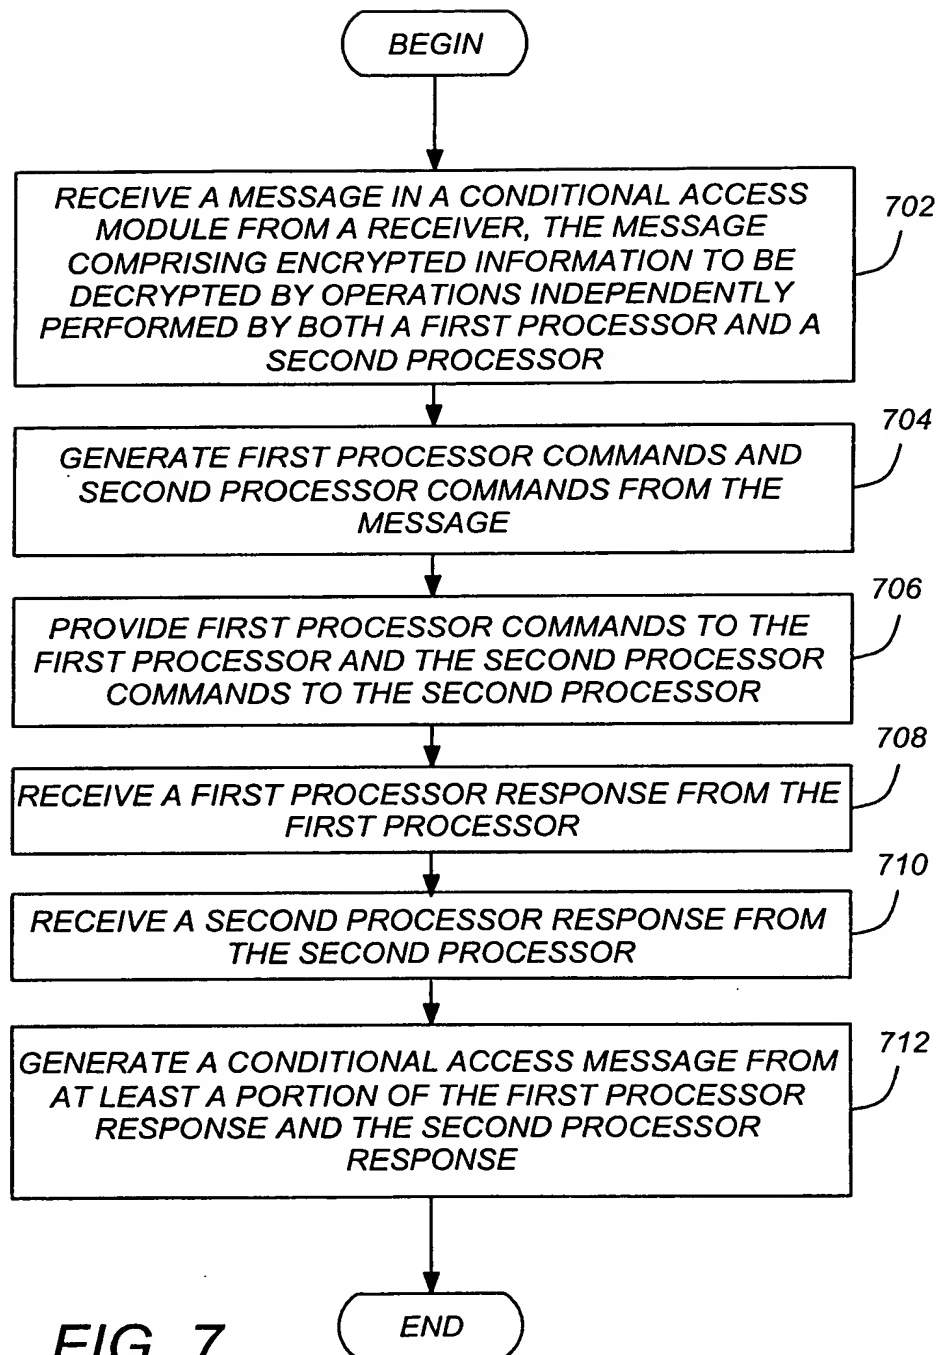 BEGIN
RECEIVE A MESSAGE IN A CONDITIONAL ACCESS
MODULE FROM A RECEIVER, THE MESSAGE
COMPRISING ENCRYPTED INFORMATION TO BE
DECRYPTED BY OPERATIONS INDEPENDENTLY
PERFORMED BY BOTH A FIRST PROCESSOR AND A
SECOND PROCESSOR
702
GENERATE FIRST PROCESSOR COMMANDS AND
SECOND PROCESSOR COMMANDS FROM THE
MESSAGE
704
PROVIDE FIRST PROCESSOR COMMANDS TO THE
FIRST PROCESSOR AND THE SECOND PROCESSOR
COMMANDS TO THE SECOND PROCESSOR
706
RECEIVE A FIRST PROCESSOR RESPONSE FROM THE
FIRST PROCESSOR
708
RECEIVE A SECOND PROCESSOR RESPONSE FROM
THE SECOND PROCESSOR
710
GENERATE A CONDITIONAL ACCESS MESSAGE FROM
AT LEAST A PORTION OF THE FIRST PROCESSOR
RESPONSE AND THE SECOND PROCESSOR
RESPONSE
712
END
FIG. 7